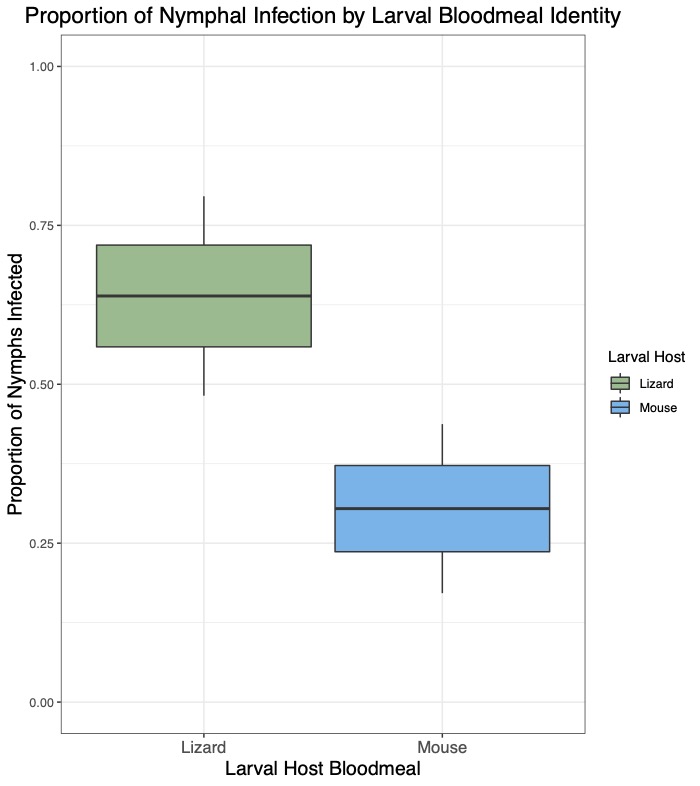 Proportion of Nymphal Infection by Larval Bloodmeal Identity
Proportion of Nymphs Infected
1.00
0.75
0.50
0.25
0.00
Lizard Mouse
Larval Host Bloodmeal
Larval Host
Lizard
Mouse